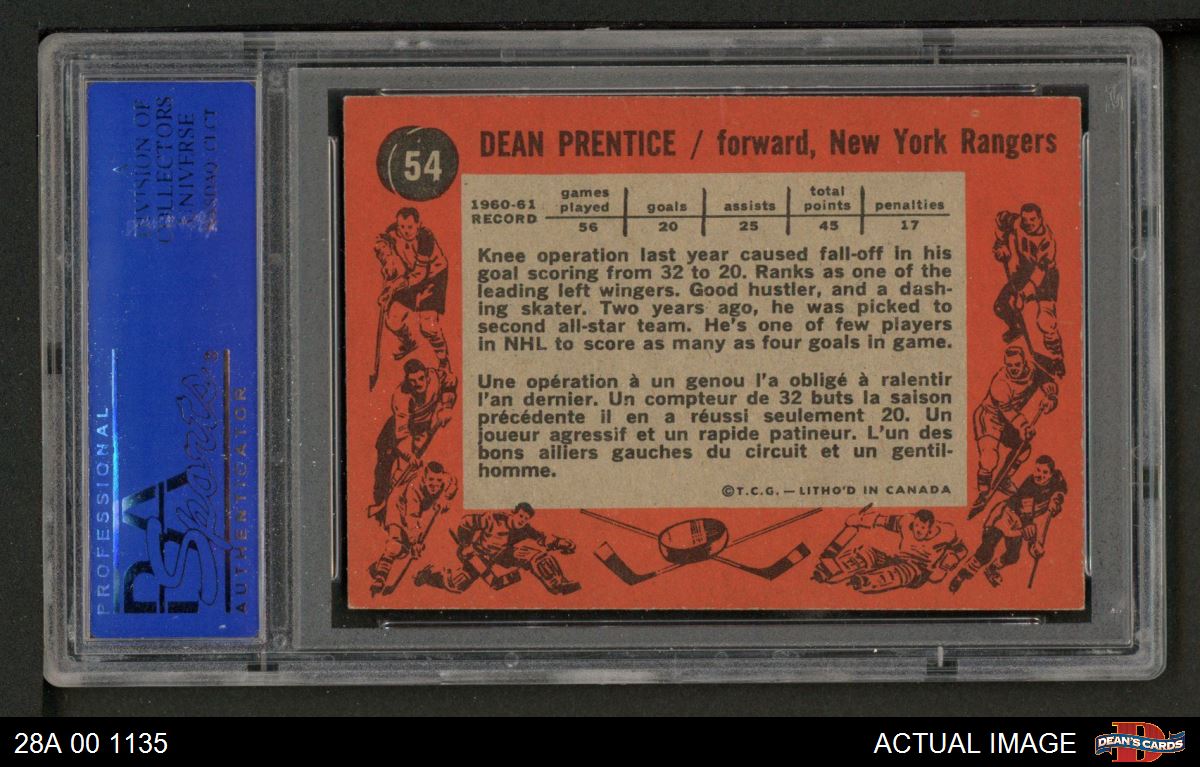 DIVISION OF
COLLECTORS
UNIVERSE
NASDAQ: CLCT
PROFESSIONAL
PSA
Sports
AUTHENTICATOR
54
DEAN PRENTICE / forward, New York Rangers
1960-61 RECORD
games played goals assists total points penalties
56 20 25 45 17
Knee operation last year caused fall-off in his
goal scoring from 32 to 20. Ranks as one of the
leading left wingers. Good hustler, and a dash-
ing skater. Two years ago, he was picked to
second all-star team. He's one of few players
in NHL to score as many as four goals in game.
Une opération à un genou l'a obligé à ralentir
l'an dernier. Un compteur de 32 buts la saison
précédente il en a réussi seulement 20. Un
joueur agressif et un rapide patineur. L'un des
bons ailiers gauches du circuit et un gentil-
homme.
©T.C.G. — LITHO'D IN CANADA
28A 00 1135
ACTUAL IMAGE
D
DEAN'S CARDS